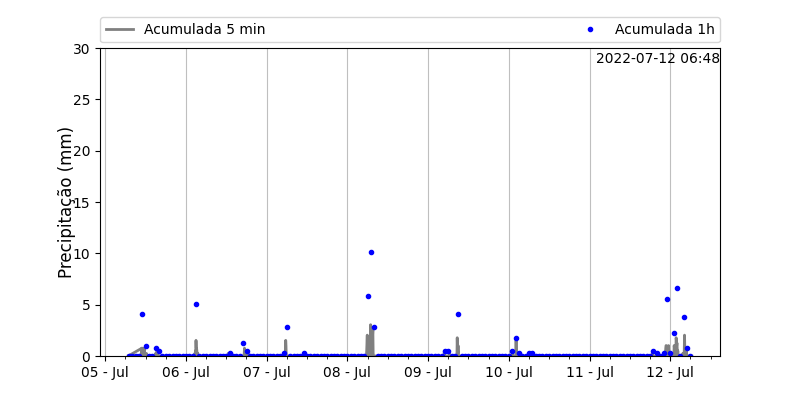 Acumulada 5 min
Acumulada 1h
2022-07-12 06:48
Precipitação (mm)
30
25
20
15
10
5
0
05 - Jul
06 - Jul
07 - Jul
08 - Jul
09 - Jul
10 - Jul
11 - Jul
12 - Jul